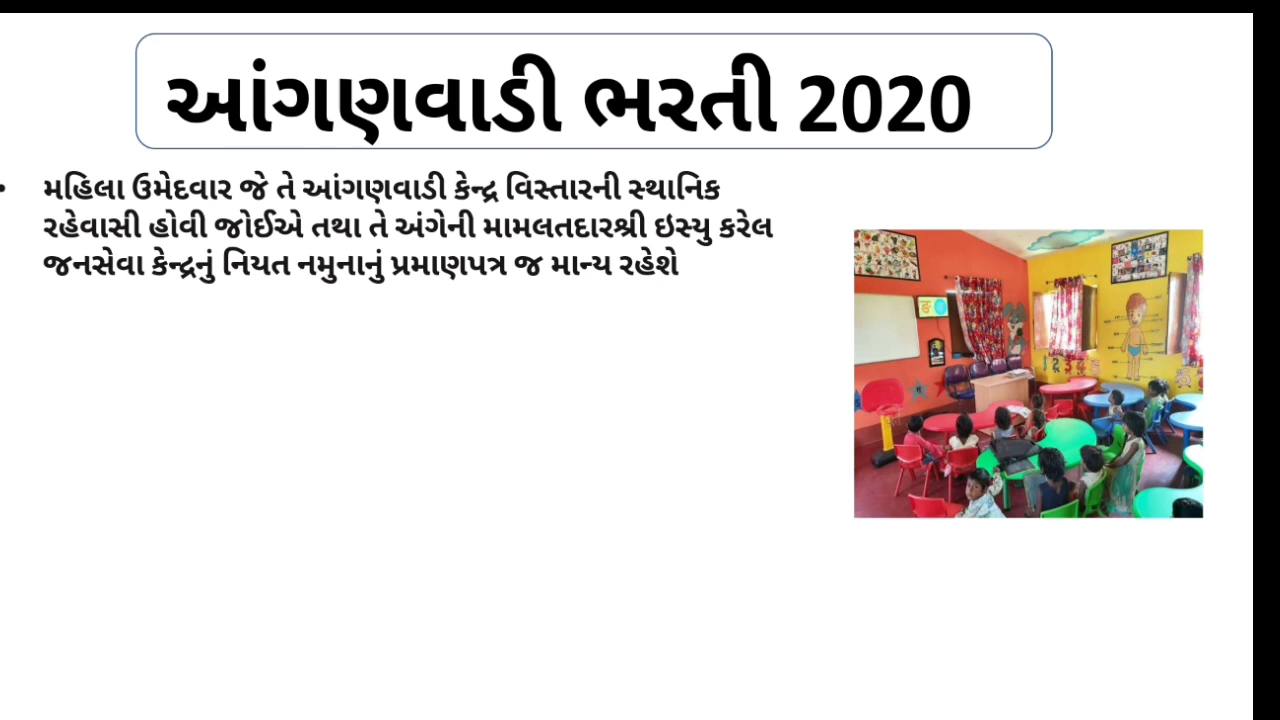 આંગણવાડી ભરતી 2020
• મહિલા ઉમેદવાર જે તે આંગણવાડી કેન્દ્ર વિસ્તારની સ્થાનિક
રહેવાસી હોવી જોઈએ તથા તે અંગેની મામલતદારશ્રી ઇસ્યુ કરેલ
જનસેવા કેન્દ્રનું નિયત નમુનાનું પ્રમાણપત્ર જ માન્ય રહેશે